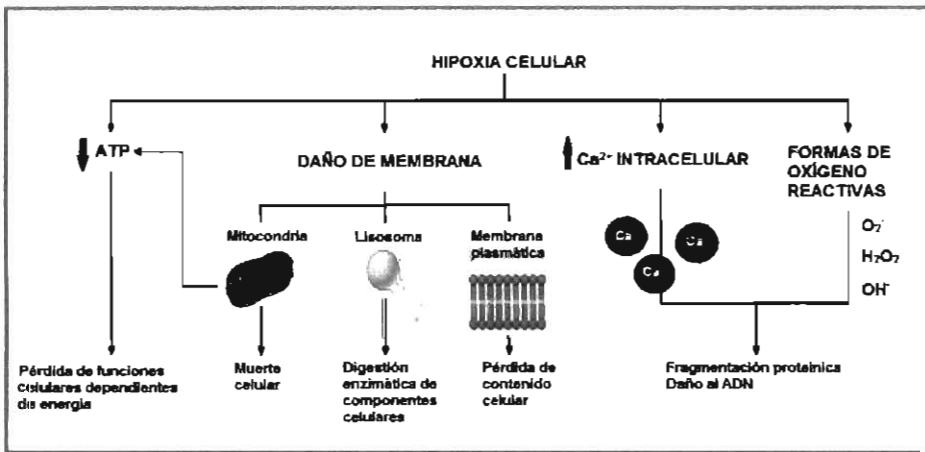 HIPOXIA CELULAR
ATP
DAÑO DE MEMBRANA
Ca²⁺ INTRACELULAR
FORMAS DE
OXÍGENO
REACTIVAS
Mitocondria
Lisosoma
Membrana
plasmática
Ca
Ca
Ca
O₂⁻
H₂O₂
OH⁻
Pérdida de funciones
celulares dependientes
de energia
Muerte
celular
Digestión
enzimática de
componentes
celulares
Pérdida de
contenido
celular
Fragmentación proteinica
Daño al ADN